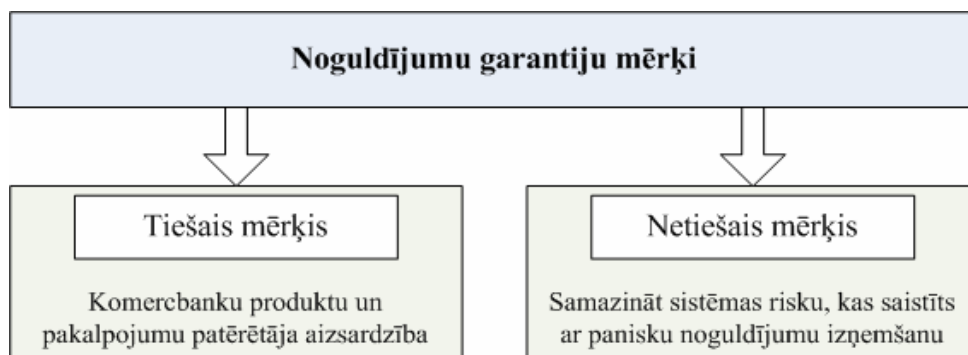 Noguldījumu garantiju mērķi
Tiešais mērķis
Komercbanku produktu un
pakalpojumu patērētāja aizsardzība
Netiešais mērķis
Samazināt sistēmas risku, kas saistīts
ar panisku noguldījumu izņemšanu